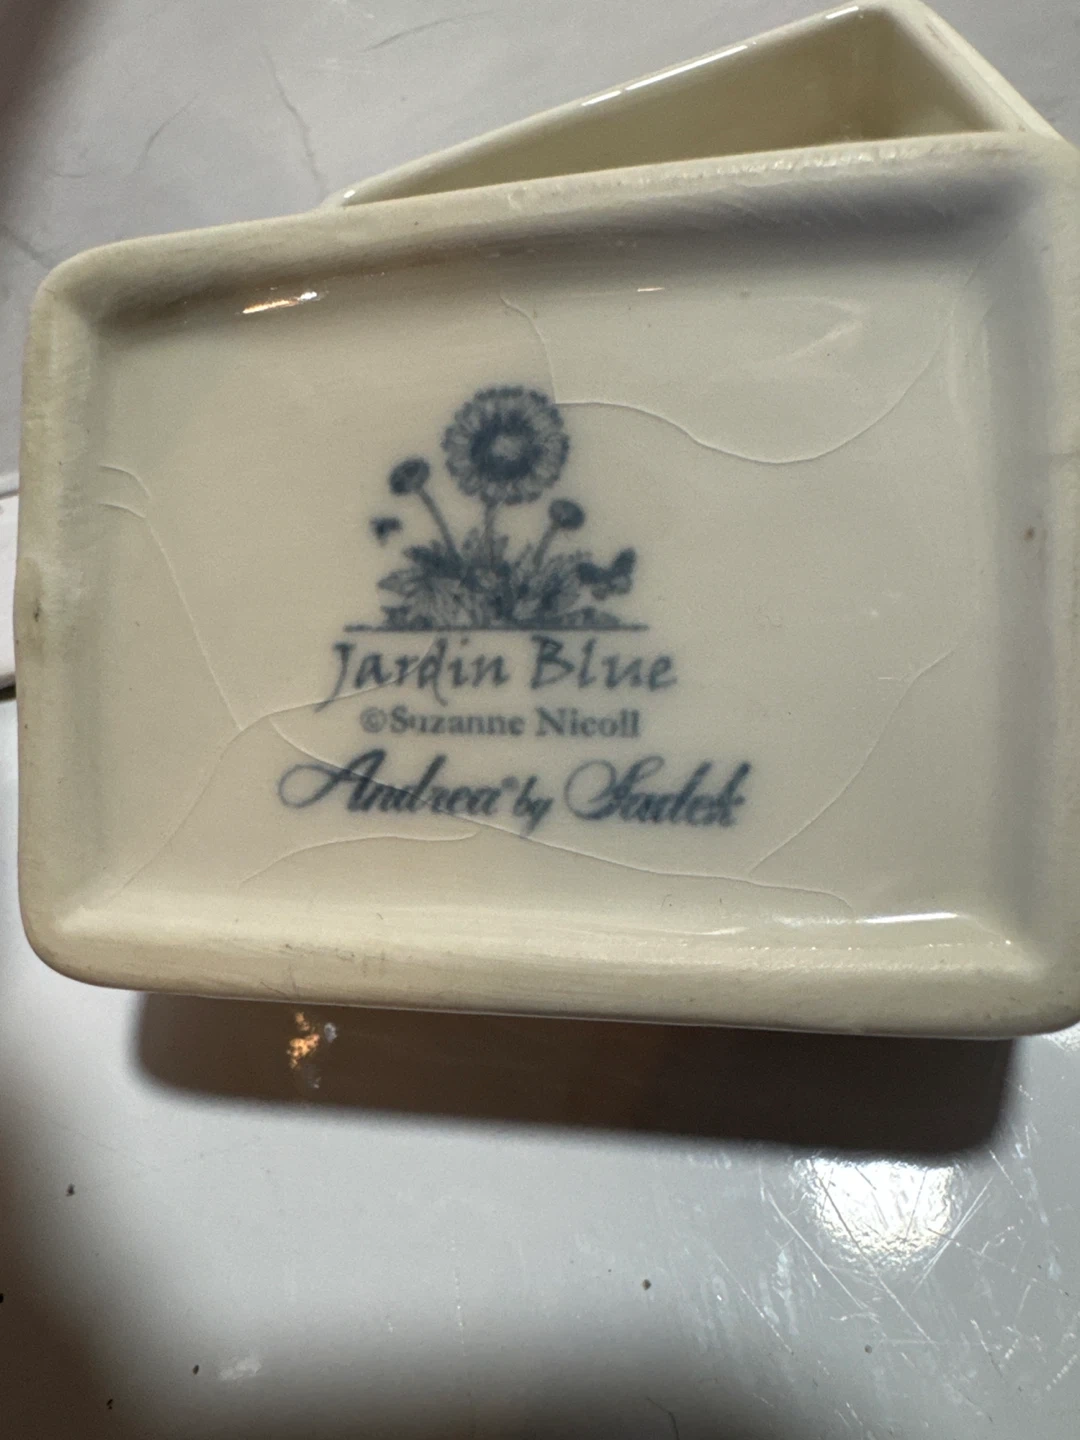 Jardin Blue
©Suzanne Nicoll
Andrea® by Sadek